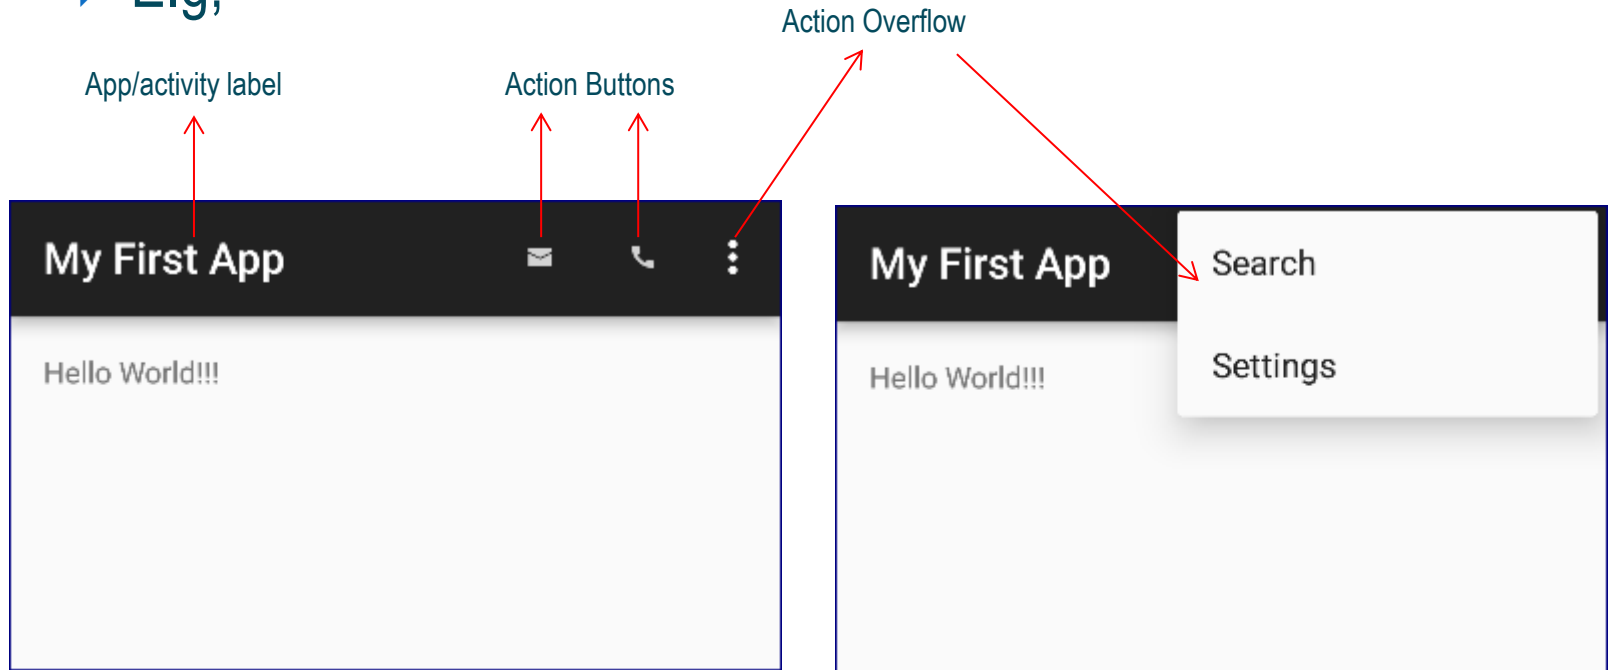 Action Overflow
App/activity label
Action Buttons
My First App
Hello World!!!
My First App
Search
Settings
Hello World!!!